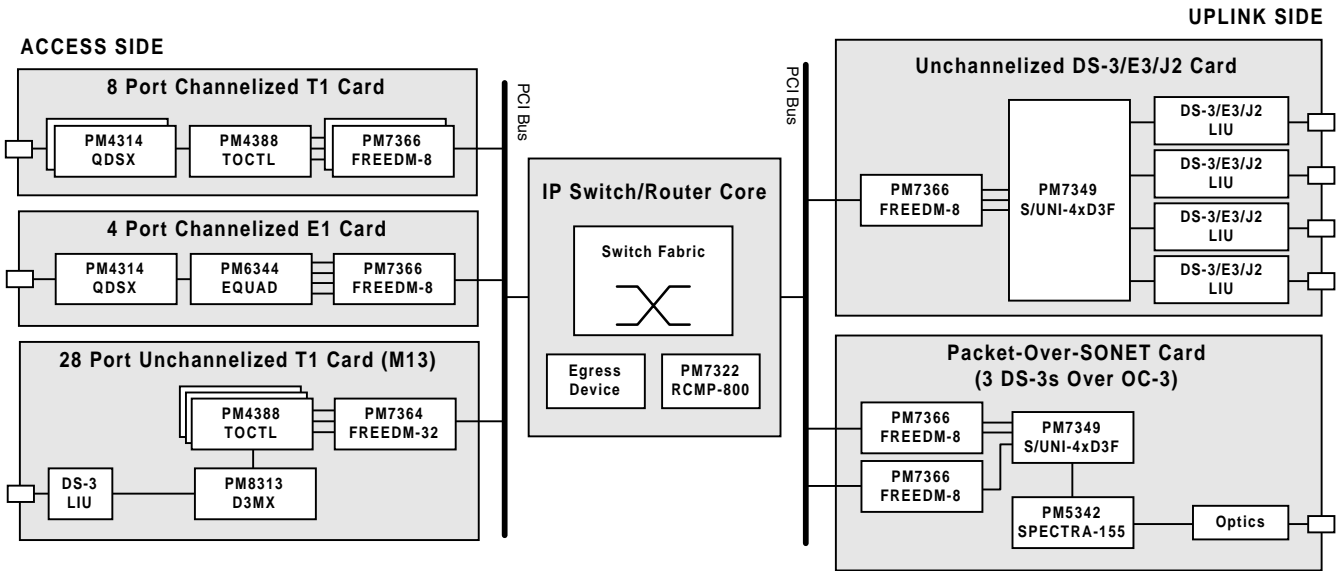 UPLINK SIDE
ACCESS SIDE
8 Port Channelized T1 Card
PM4314
QDSX
PM4388
TOCTL
PM7366
FREEDM-8
4 Port Channelized E1 Card
PM4314
QDSX
PM6344
EQUAD
PM7366
FREEDM-8
28 Port Unchannelized T1 Card (M13)
PM4388
TOCTL
PM7364
FREEDM-32
DS-3
LIU
PM8313
D3MX
PCI Bus
IP Switch/Router Core
Switch Fabric
Egress
Device
PM7322
RCMP-800
PCI Bus
Unchannelized DS-3/E3/J2 Card
PM7366
FREEDM-8
PM7349
S/UNI-4xD3F
DS-3/E3/J2
LIU
DS-3/E3/J2
LIU
DS-3/E3/J2
LIU
DS-3/E3/J2
LIU
Packet-Over-SONET Card
(3 DS-3s Over OC-3)
PM7366
FREEDM-8
PM7366
FREEDM-8
PM7349
S/UNI-4xD3F
PM5342
SPECTRA-155
Optics